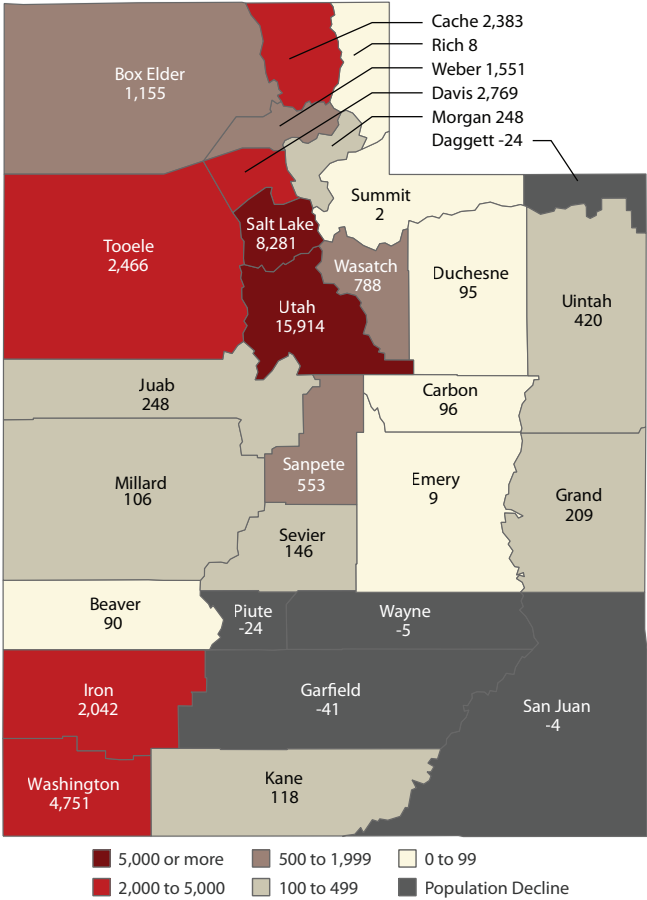 Cache 2,383
Rich 8
Weber 1,551
Davis 2,769
Morgan 248
Daggett -24
Box Elder
1,155
Summit
2
Salt Lake
8,281
Tooele
2,466
Wasatch
788
Duchesne
95
Uintah
420
Utah
15,914
Juab
248
Carbon
96
Sanpete
553
Millard
106
Emery
9
Grand
209
Sevier
146
Beaver
90
Piute
-24
Wayne
-5
Iron
2,042
Garfield
-41
San Juan
-4
Washington
4,751
Kane
118
5,000 or more
500 to 1,999
0 to 99
2,000 to 5,000
100 to 499
Population Decline